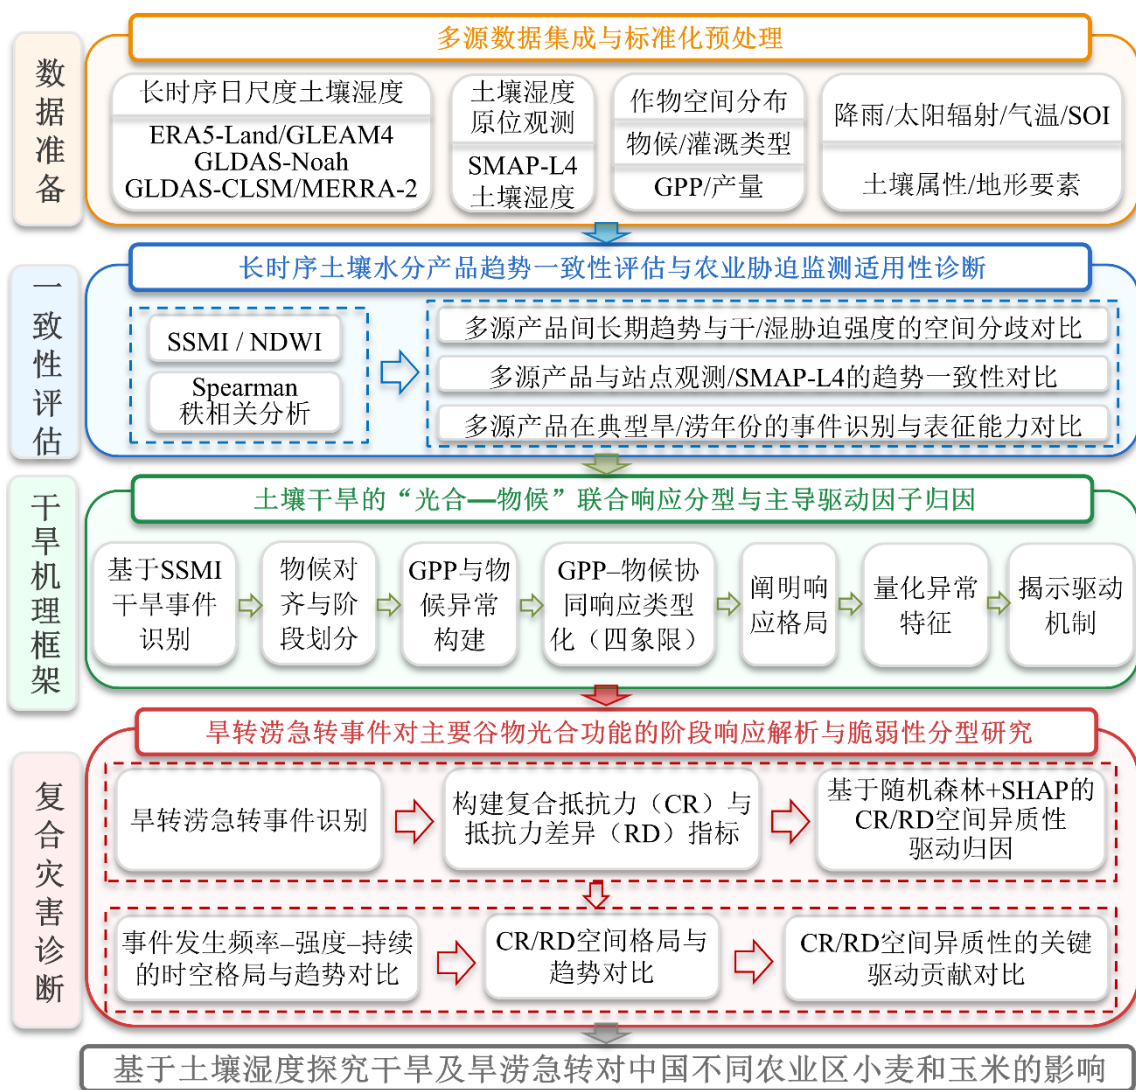 数据准备
多源数据集成与标准化预处理
长时序日尺度土壤湿度
ERA5-Land/GLEAM4
GLDAS-Noah
GLDAS-CLSM/MERRA-2
土壤湿度
原位观测
SMAP-L4
土壤湿度
作物空间分布
物候/灌溉类型
GPP/产量
降雨/太阳辐射/气温/SOI
土壤属性/地形要素
一致性评估
长时序土壤水分产品趋势一致性评估与农业胁迫监测适用性诊断
SSMI / NDWI
Spearman
秩相关分析
多源产品间长期趋势与干/湿胁迫强度的空间分歧对比
多源产品与站点观测/SMAP-L4的趋势一致性对比
多源产品在典型旱/涝年份的事件识别与表征能力对比
干旱机理框架
土壤干旱的“光合—物候”联合响应分型与主导驱动因子归因
基于SSMI
干旱事件
识别
物候对
齐与阶
段划分
GPP与物
候异常
构建
GPP–物候协
同响应类型
化（四象限）
阐明响
应格局
量化异常
特征
揭示驱动
机制
复合灾害诊断
旱转涝急转事件对主要谷物光合功能的阶段响应解析与脆弱性分型研究
旱转涝急转事件识别
构建复合抵抗力（CR）与
抵抗力差异（RD）指标
基于随机森林+SHAP的
CR/RD空间异质性
驱动归因
事件发生频率–强度–持续
的时空格局与趋势对比
CR/RD空间格局与
趋势对比
CR/RD空间异质性的关键
驱动贡献对比
基于土壤湿度探究干旱及旱涝急转对中国不同农业区小麦和玉米的影响